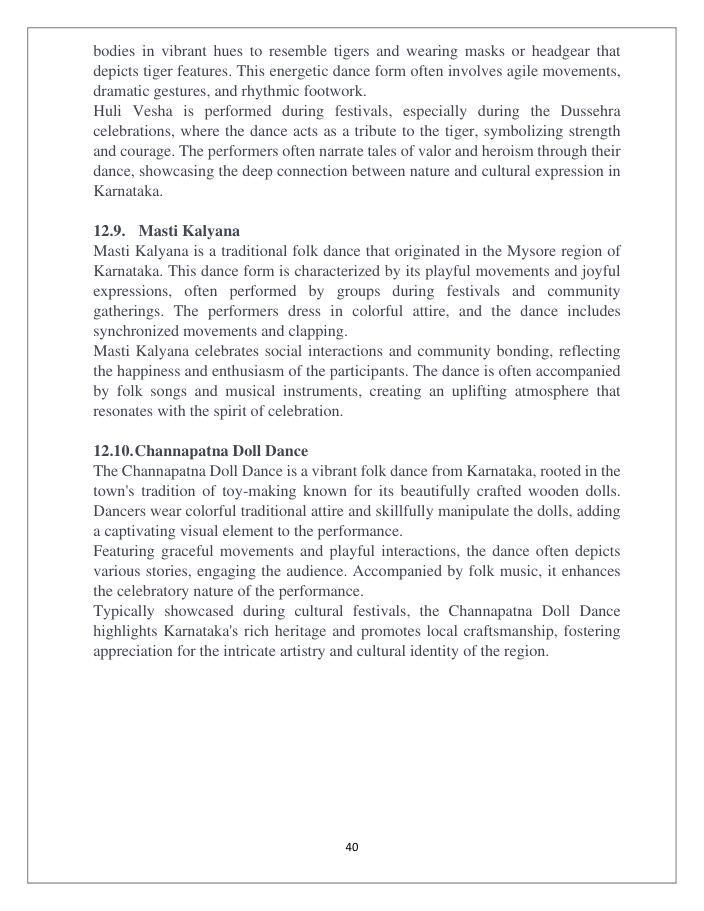 bodies in vibrant hues to resemble tigers and wearing masks or headgear that
depicts tiger features. This energetic dance form often involves agile movements,
dramatic gestures, and rhythmic footwork.
Huli Vesha is performed during festivals, especially during the Dussehra
celebrations, where the dance acts as a tribute to the tiger, symbolizing strength
and courage. The performers often narrate tales of valor and heroism through their
dance, showcasing the deep connection between nature and cultural expression in
Karnataka.
12.9. Masti Kalyana
Masti Kalyana is a traditional folk dance that originated in the Mysore region of
Karnataka. This dance form is characterized by its playful movements and joyful
expressions, often performed by groups during festivals and community
gatherings. The performers dress in colorful attire, and the dance includes
synchronized movements and clapping.
Masti Kalyana celebrates social interactions and community bonding, reflecting
the happiness and enthusiasm of the participants. The dance is often accompanied
by folk songs and musical instruments, creating an uplifting atmosphere that
resonates with the spirit of celebration.
12.10. Channapatna Doll Dance
The Channapatna Doll Dance is a vibrant folk dance from Karnataka, rooted in the
town's tradition of toy-making known for its beautifully crafted wooden dolls.
Dancers wear colorful traditional attire and skillfully manipulate the dolls, adding
a captivating visual element to the performance.
Featuring graceful movements and playful interactions, the dance often depicts
various stories, engaging the audience. Accompanied by folk music, it enhances
the celebratory nature of the performance.
Typically showcased during cultural festivals, the Channapatna Doll Dance
highlights Karnataka's rich heritage and promotes local craftsmanship, fostering
appreciation for the intricate artistry and cultural identity of the region.
40